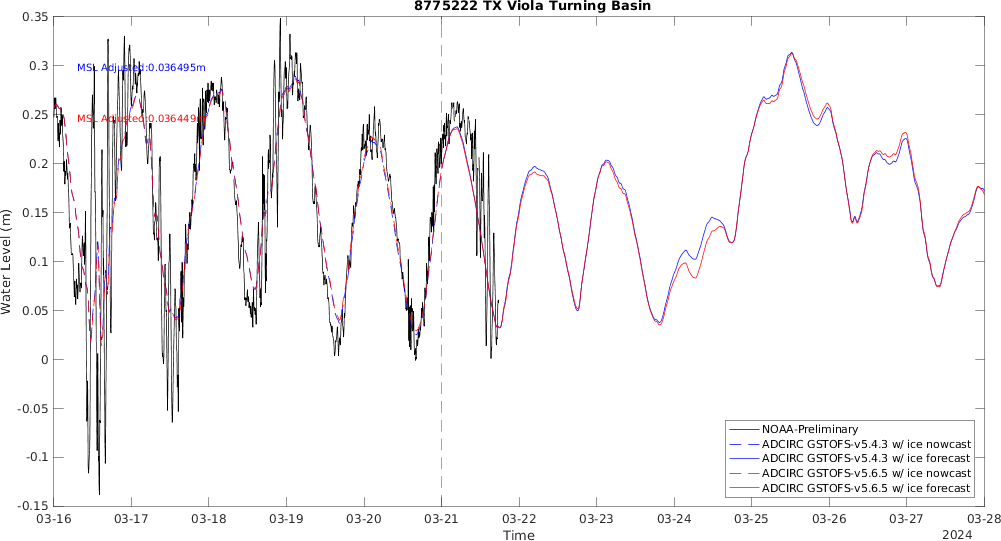 8775222 TX Viola Turning Basin
0.35
0.3
0.25
0.2
0.15
0.1
0.05
0
-0.05
-0.1
-0.15
Water Level (m)
MSL Adjusted:0.036495m
MSL Adjusted:0.036449m
NOAA-Preliminary
ADCIRC GSTOFS-v5.4.3 w/ ice nowcast
ADCIRC GSTOFS-v5.4.3 w/ ice forecast
ADCIRC GSTOFS-v5.6.5 w/ ice nowcast
ADCIRC GSTOFS-v5.6.5 w/ ice forecast
03-16 03-17 03-18 03-19 03-20 03-21 03-22 03-23 03-24 03-25 03-26 03-27 03-28
Time
2024